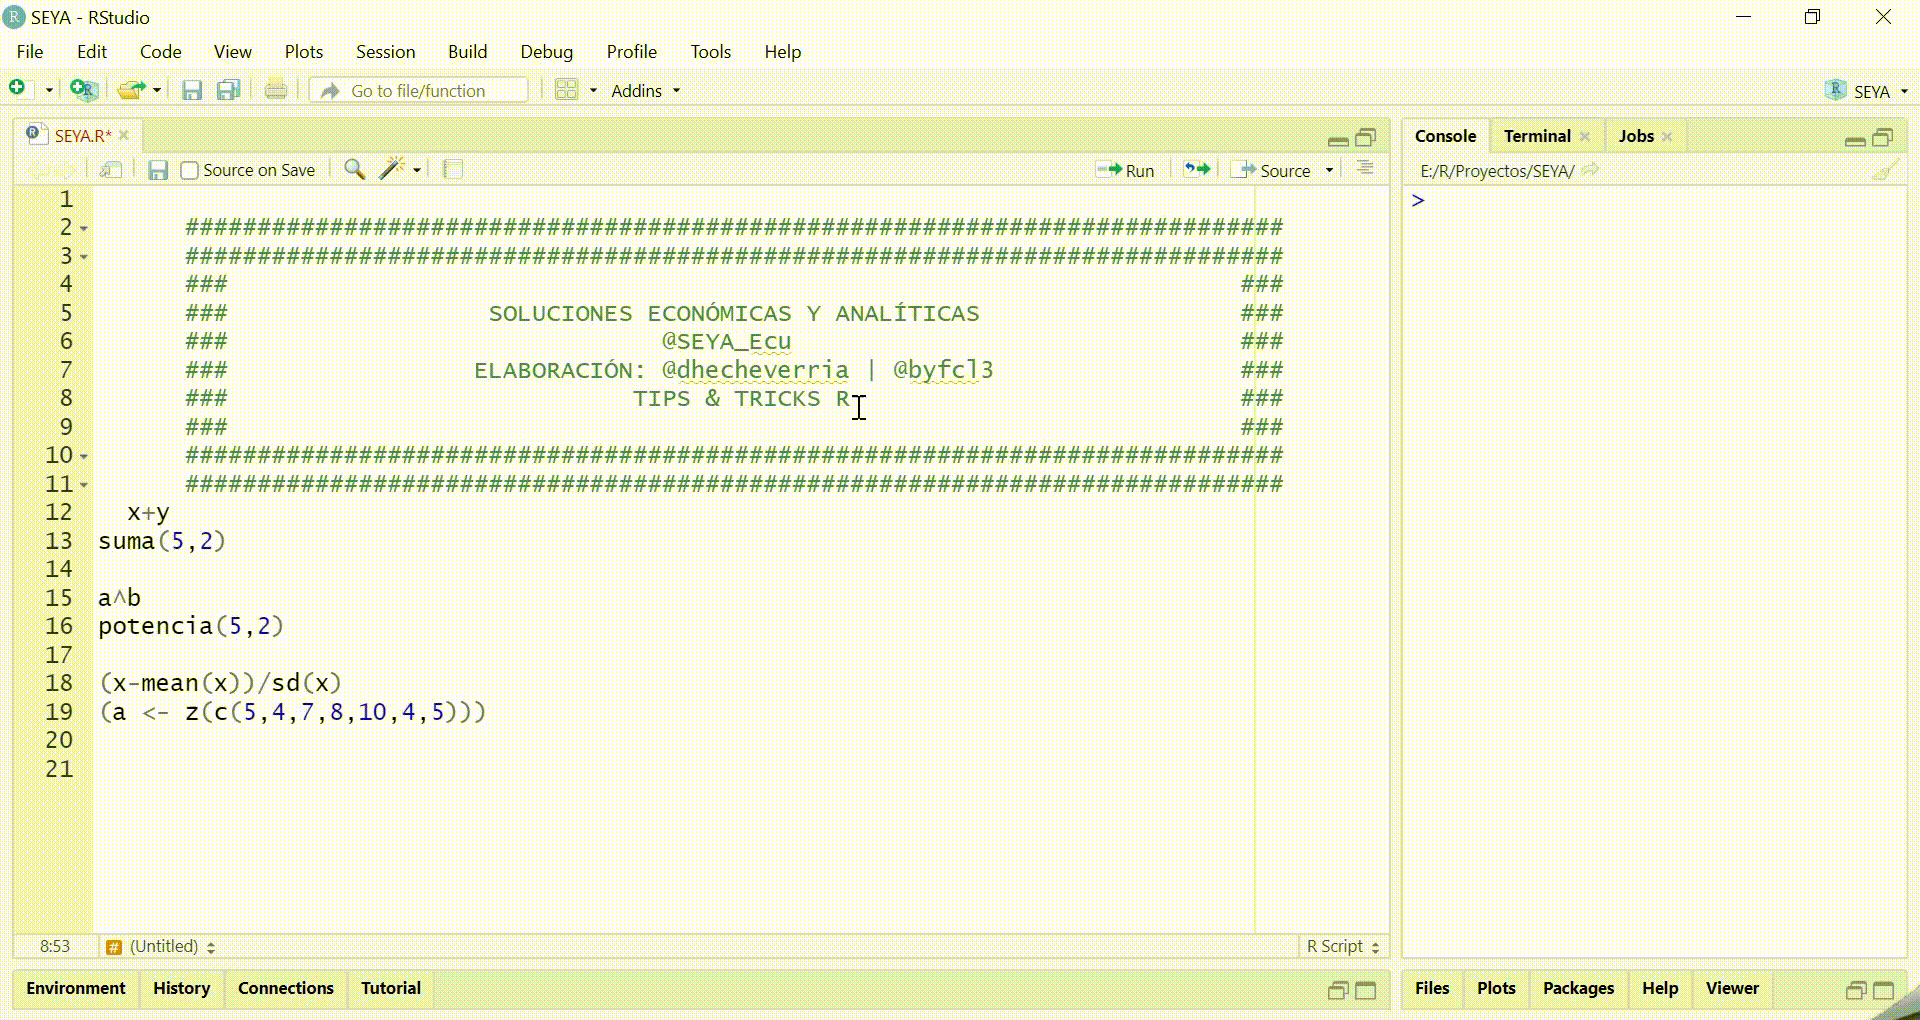 SEYA - RStudio
File Edit Code View Plots Session Build Debug Profile Tools Help
Go to file/function Addins SEYA
SEYA.R*
Source on Save Run Source
1
2 ############################################################################
3 ############################################################################
4 ### ###
5 ### SOLUCIONES ECONÓMICAS Y ANALÍTICAS ###
6 ### @SEYA_Ecu ###
7 ### ELABORACIÓN: @dhecheverria | @byfcl3 ###
8 ### TIPS & TRICKS R ###
9 ### ###
10 ############################################################################
11 ############################################################################
12 x+y
13 suma(5,2)
14
15 a^b
16 potencia(5,2)
17
18 (x-mean(x))/sd(x)
19 (a <- z(c(5,4,7,8,10,4,5)))
20
21
8:53 # (Untitled) R Script
Environment History Connections Tutorial
Console Terminal Jobs
E:/R/Proyectos/SEYA/
>
Files Plots Packages Help Viewer